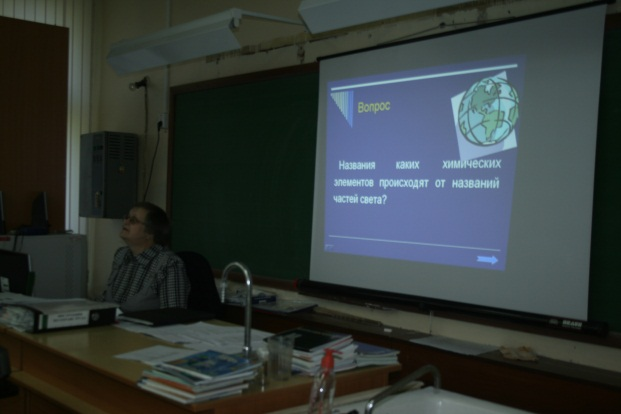 Вопрос
Названия каких химических
элементов происходят от названий
частей света?